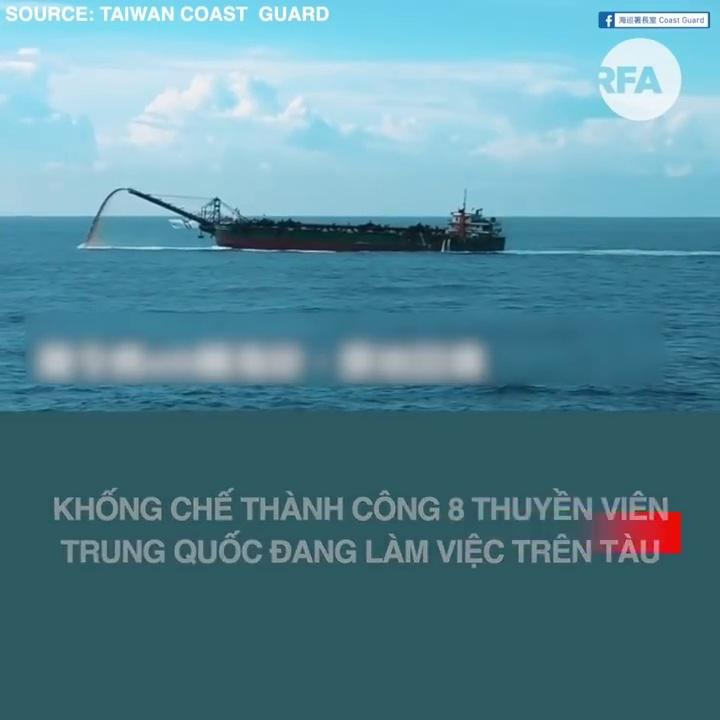 SOURCE: TAIWAN COAST GUARD
海巡署長室 Coast Guard
RFA
KHỐNG CHẾ THÀNH CÔNG 8 THUYỀN VIÊN
TRUNG QUỐC ĐANG LÀM VIỆC TRÊN TÀU